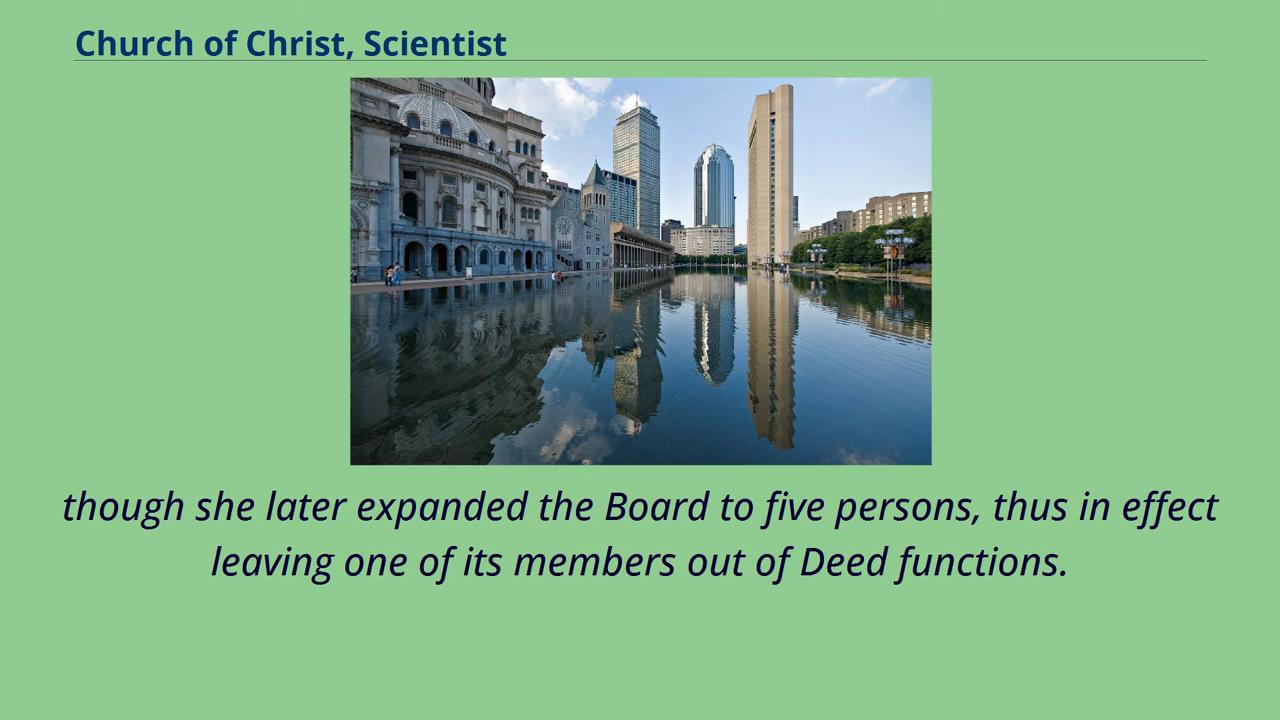 Church of Christ, Scientist
though she later expanded the Board to five persons, thus in effect
leaving one of its members out of Deed functions.